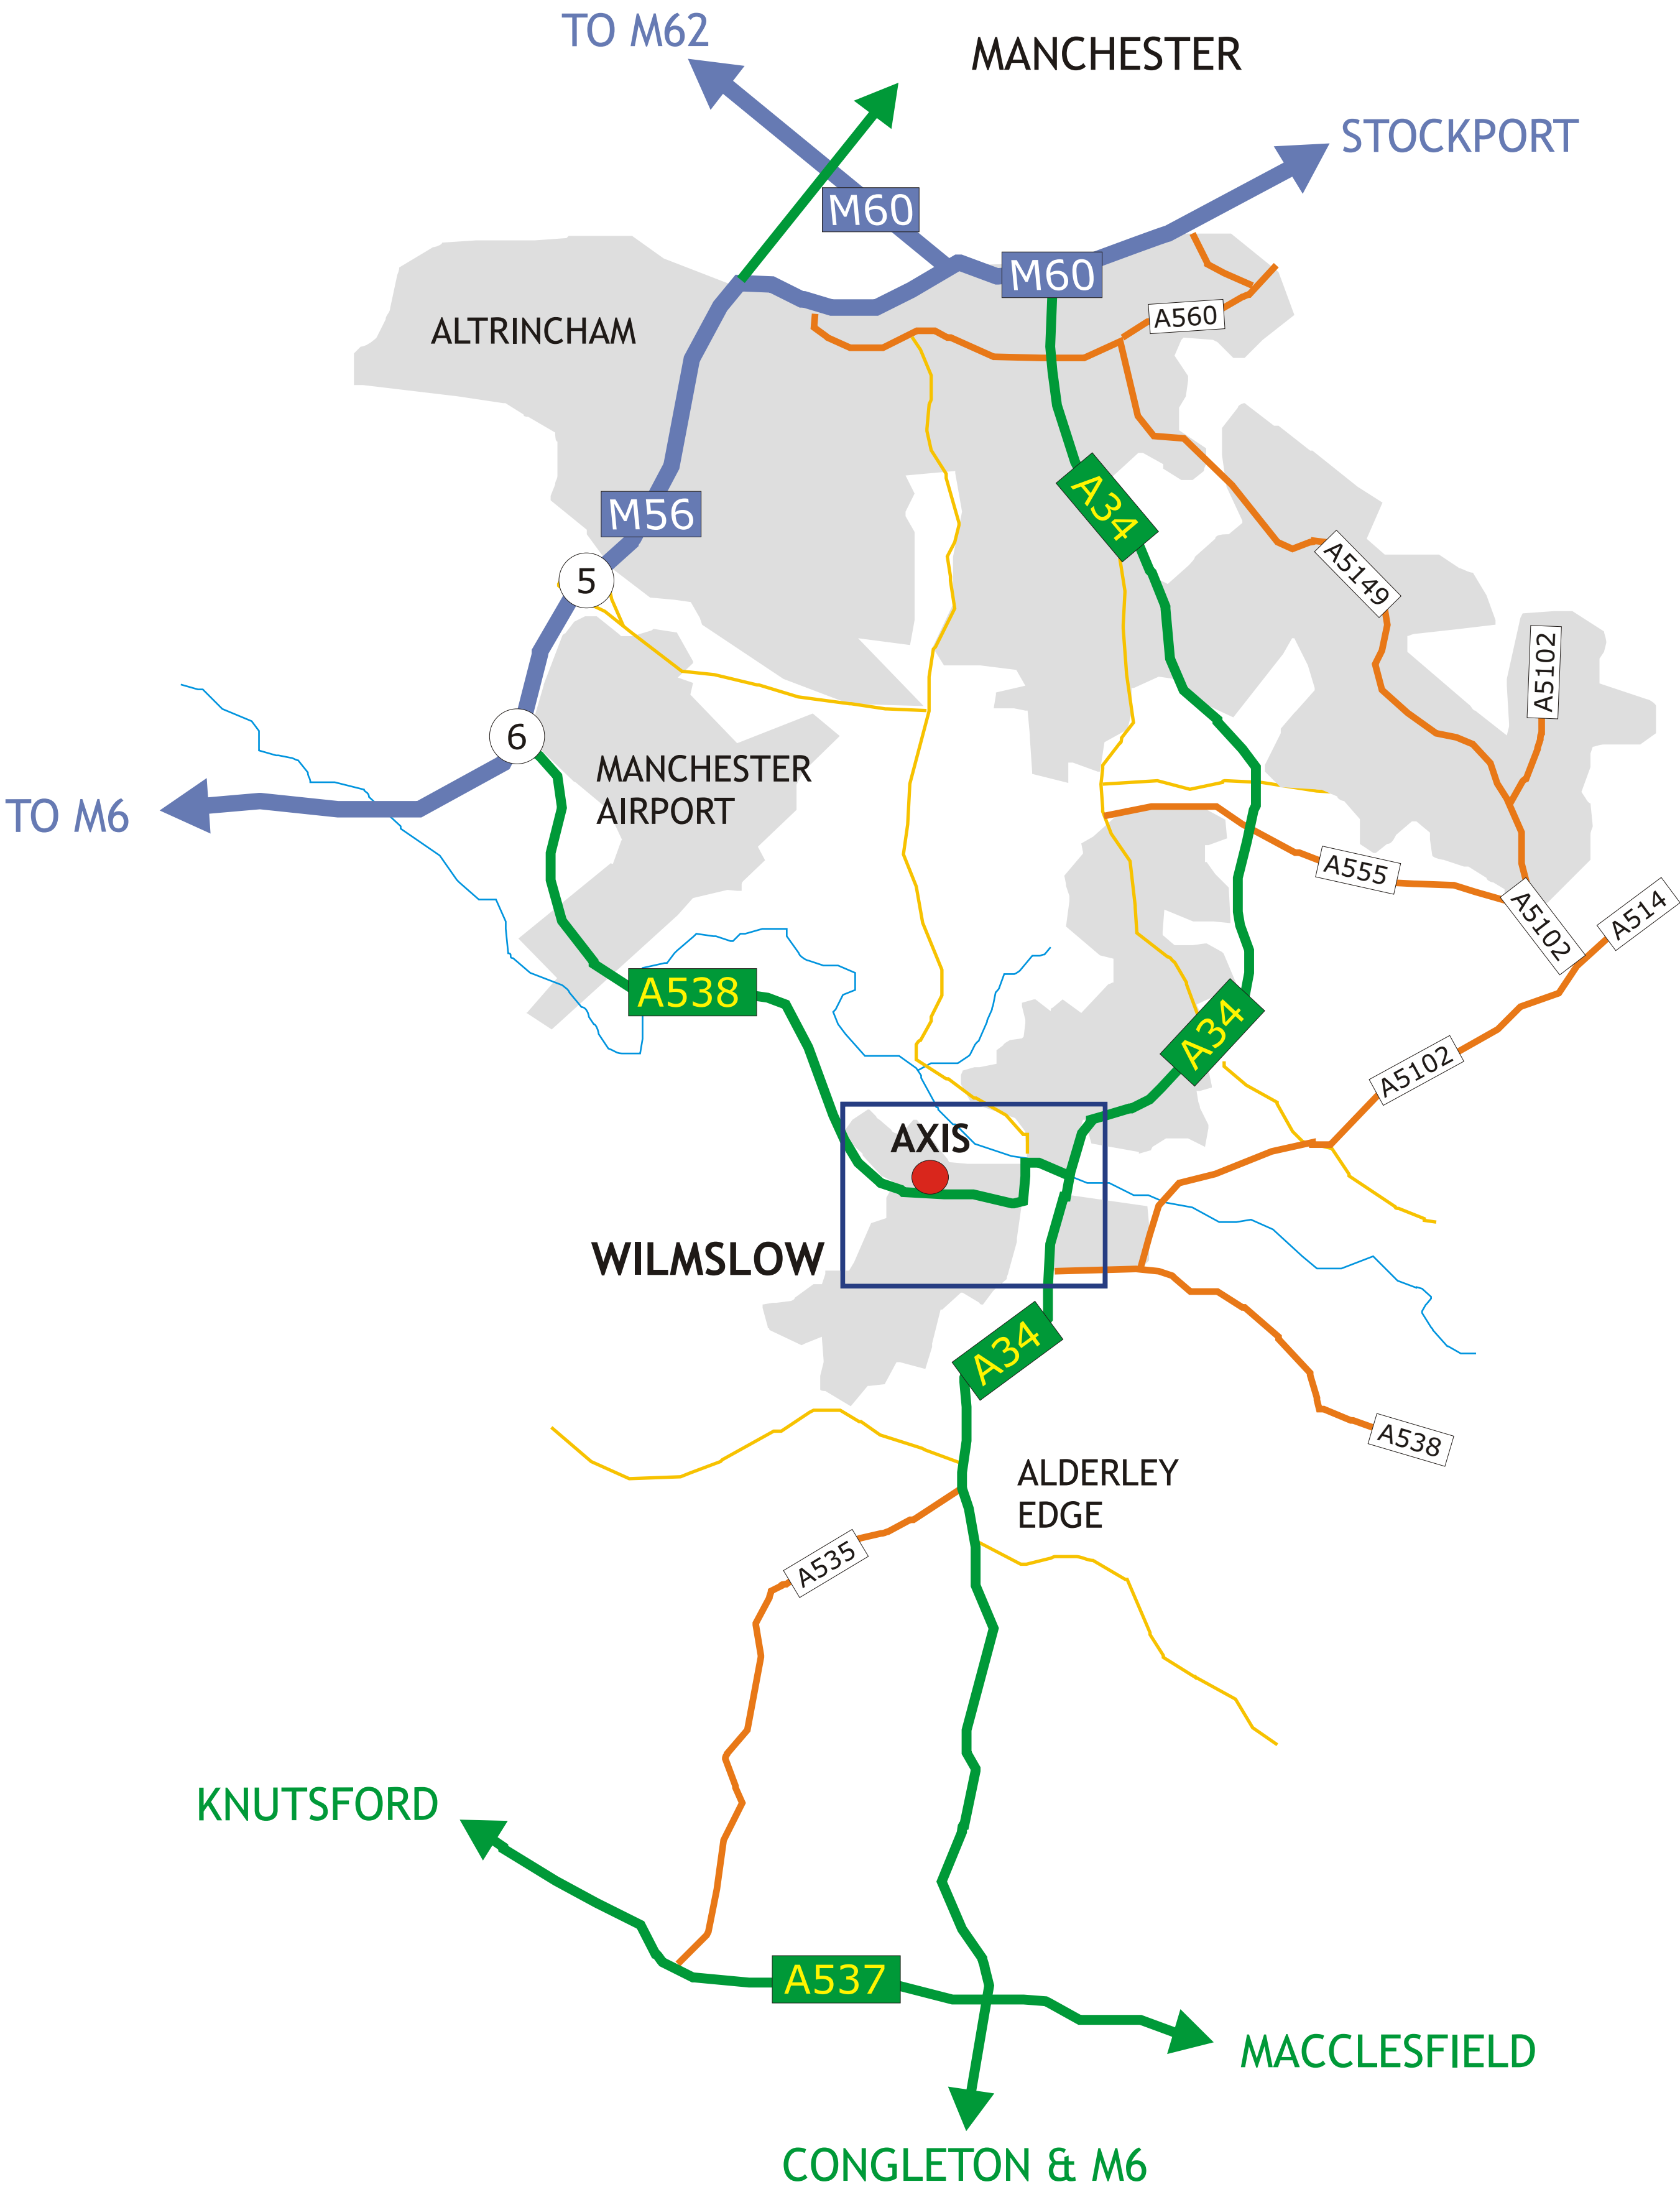 TO M62
MANCHESTER
STOCKPORT
M60
M60
A560
ALTRINCHAM
A34
M56
5
A5149
A5102
6
MANCHESTER
AIRPORT
TO M6
A555
A5102
A514
A538
A34
A5102
AXIS
WILMSLOW
A34
A538
ALDERLEY
EDGE
A535
KNUTSFORD
A537
MACCLESFIELD
CONGLETON & M6